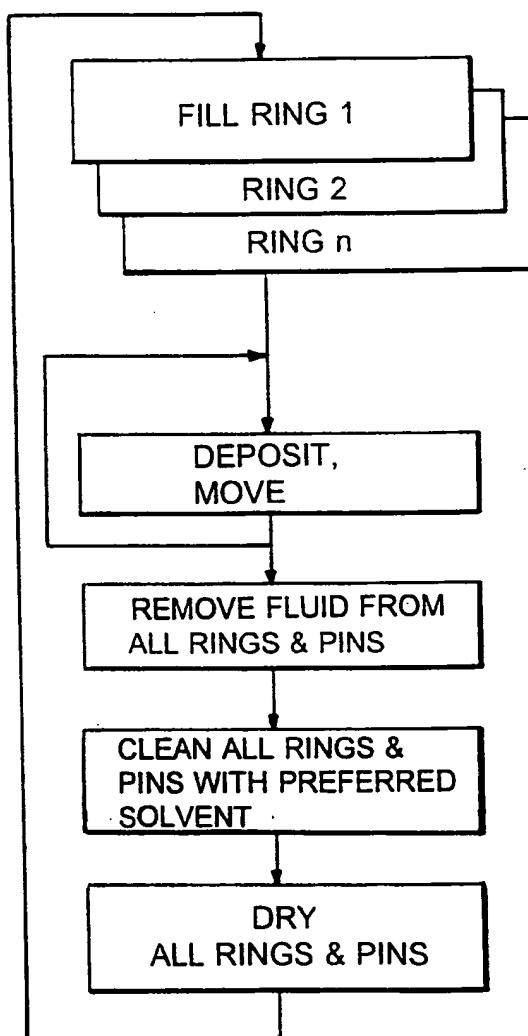 FILL RING 1
RING 2
RING n
DEPOSIT,
MOVE
REMOVE FLUID FROM
ALL RINGS & PINS
CLEAN ALL RINGS &
PINS WITH PREFERRED
SOLVENT
DRY
ALL RINGS & PINS